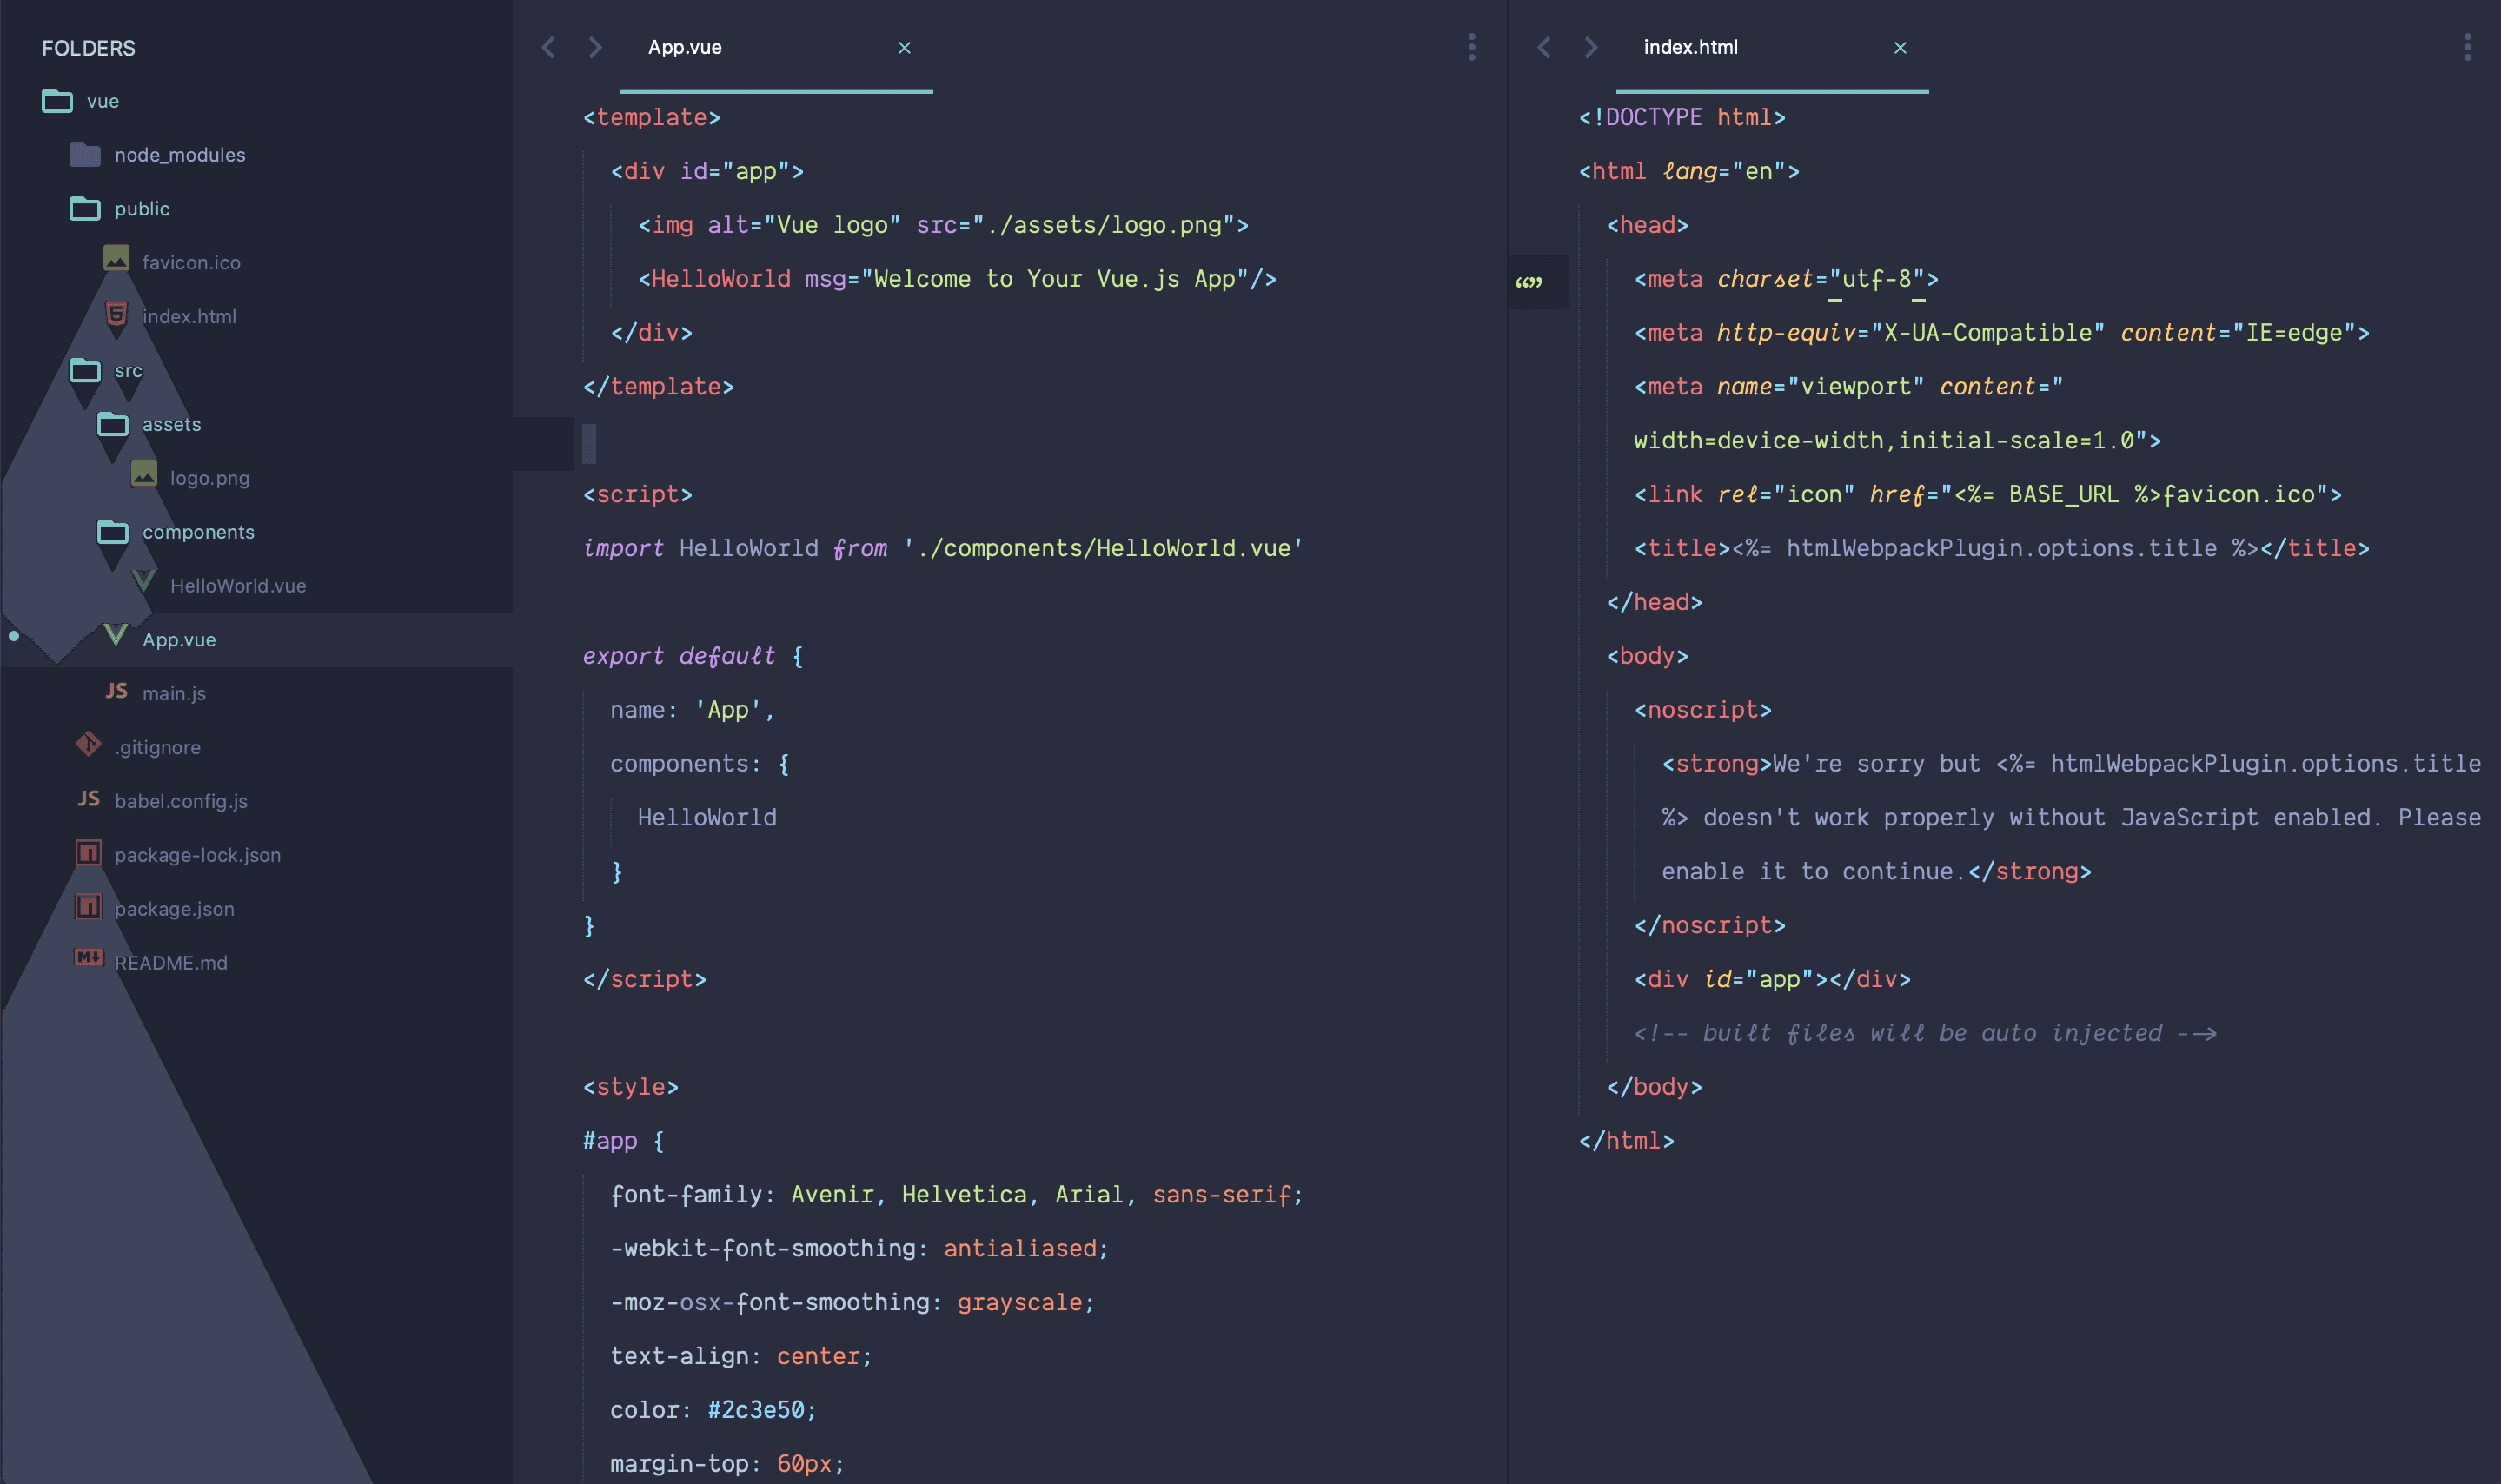 FOLDERS
vue
node_modules
public
favicon.ico
index.html
src
assets
logo.png
components
HelloWorld.vue
App.vue
JS main.js
.gitignore
JS babel.config.js
package-lock.json
package.json
README.md
App.vue
<template>
<div id="app">
<img alt="Vue logo" src="./assets/logo.png">
<HelloWorld msg="Welcome to Your Vue.js App"/>
</div>
</template>
<script>
import HelloWorld from './components/HelloWorld.vue'
export default {
name: 'App',
components: {
HelloWorld
}
}
</script>
<style>
#app {
font-family: Avenir, Helvetica, Arial, sans-serif;
-webkit-font-smoothing: antialiased;
-moz-osx-font-smoothing: grayscale;
text-align: center;
color: #2c3e50;
margin-top: 60px;
index.html
<!DOCTYPE html>
<html lang="en">
<head>
<meta charset="utf-8">
<meta http-equiv="X-UA-Compatible" content="IE=edge">
<meta name="viewport" content="
width=device-width,initial-scale=1.0">
<link rel="icon" href="<%= BASE_URL %>favicon.ico">
<title><%= htmlWebpackPlugin.options.title %></title>
</head>
<body>
<noscript>
<strong>We're sorry but <%= htmlWebpackPlugin.options.title
%> doesn't work properly without JavaScript enabled. Please
enable it to continue.</strong>
</noscript>
<div id="app"></div>
<!-- built files will be auto injected -->
</body>
</html>